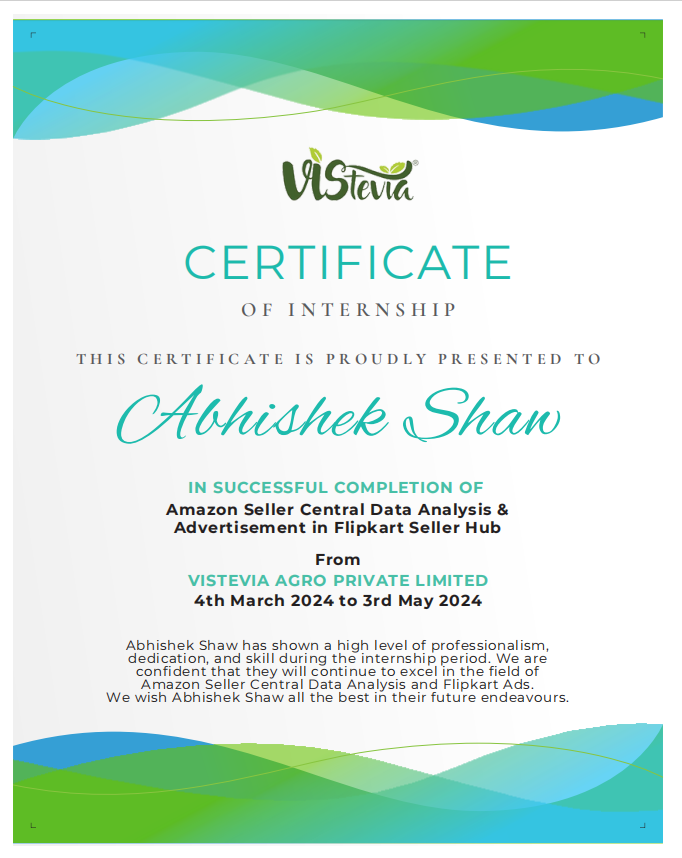 ViStevia®
CERTIFICATE
OF INTERNSHIP
THIS CERTIFICATE IS PROUDLY PRESENTED TO
Abhishek Shaw
IN SUCCESSFUL COMPLETION OF
Amazon Seller Central Data Analysis &
Advertisement in Flipkart Seller Hub
From
VISTEVIA AGRO PRIVATE LIMITED
4th March 2024 to 3rd May 2024
Abhishek Shaw has shown a high level of professionalism,
dedication, and skill during the internship period. We are
confident that they will continue to excel in the field of
Amazon Seller Central Data Analysis and Flipkart Ads.
We wish Abhishek Shaw all the best in their future endeavours.